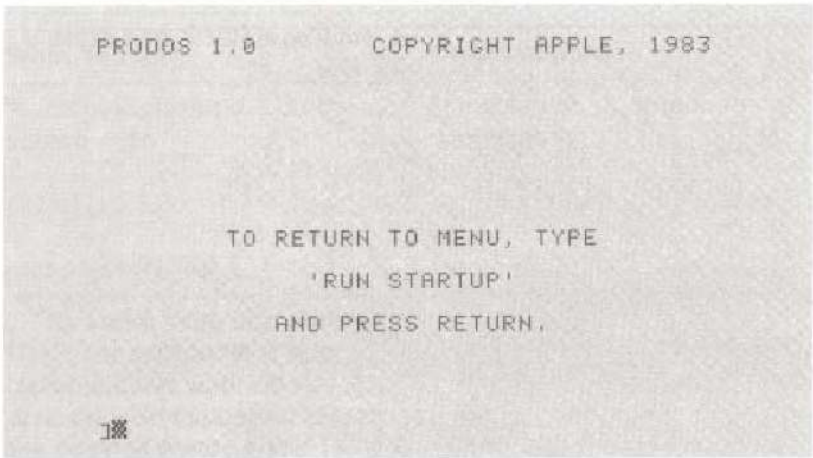 PRODOS 1.0 COPYRIGHT APPLE, 1983
TO RETURN TO MENU, TYPE
'RUN STARTUP'
AND PRESS RETURN.
]